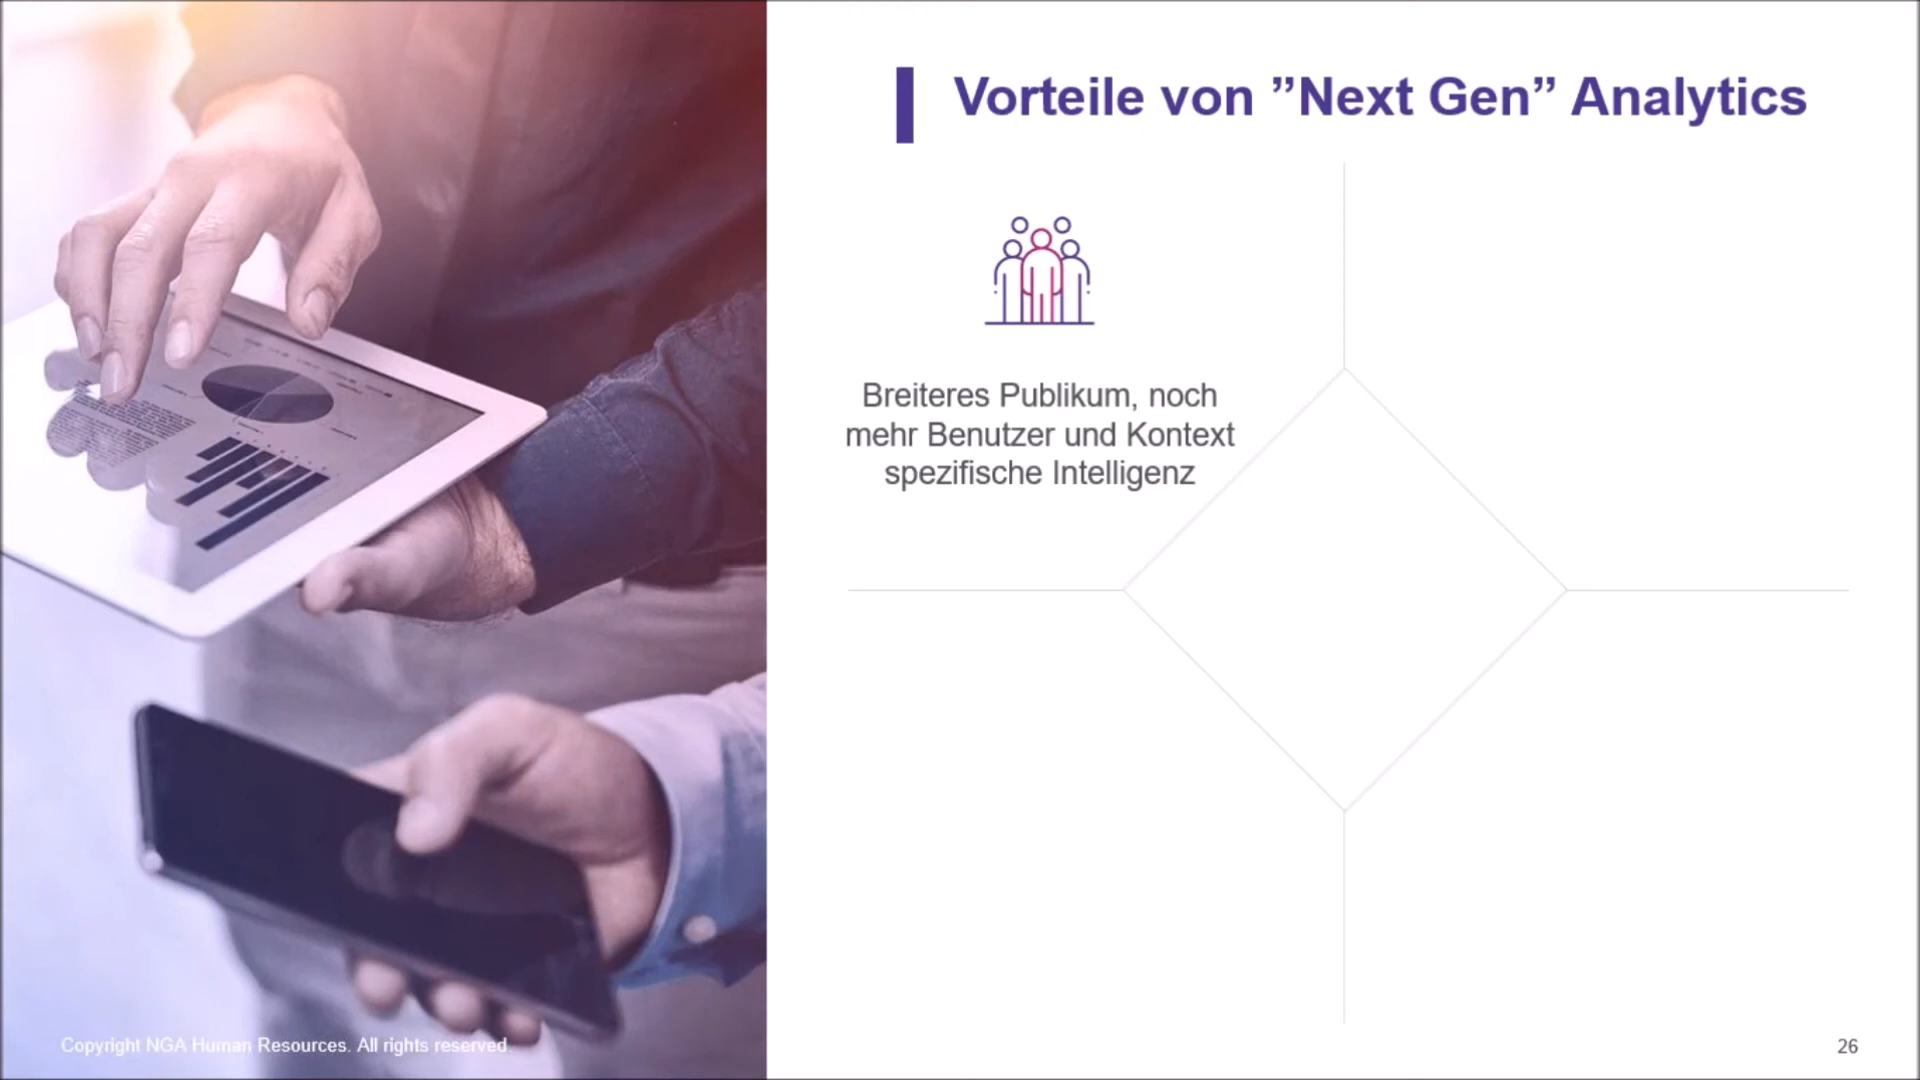 Vorteile von ”Next Gen” Analytics
Breiteres Publikum, noch
mehr Benutzer und Kontext
spezifische Intelligenz
Copyright NGA Human Resources. All rights reserved.
26